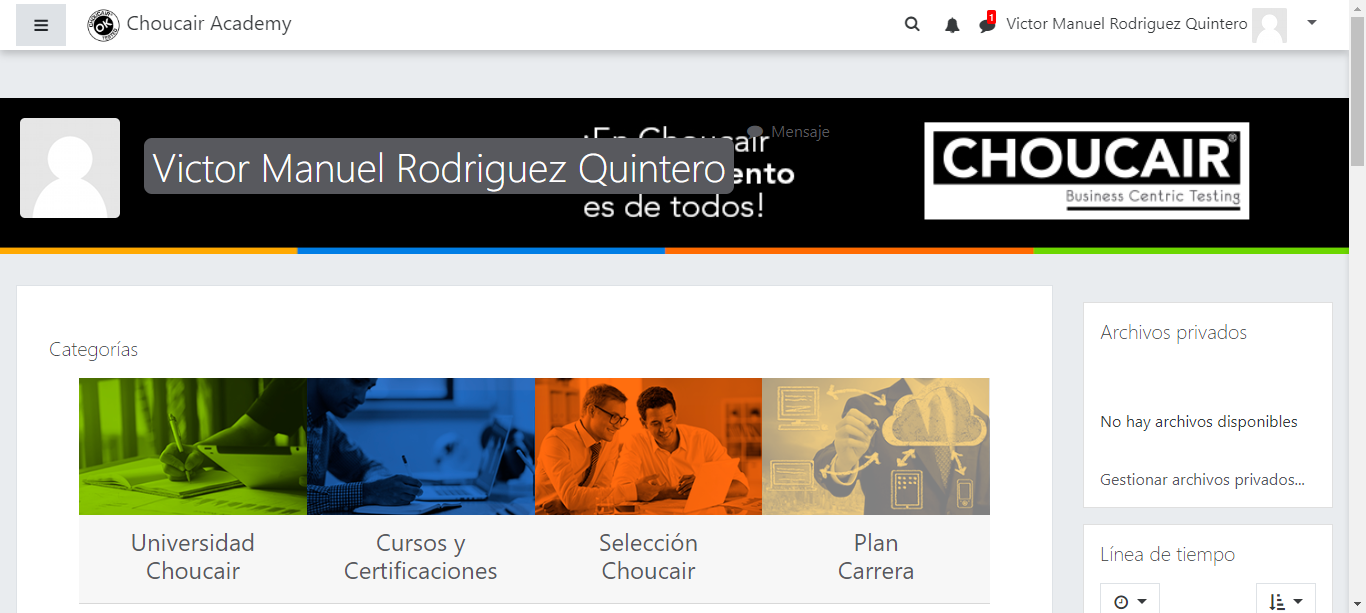 Choucair Academy
1
Victor Manuel Rodriguez Quintero
¡En Choucair
Mensaje
Victor Manuel Rodriguez Quintero
ento
es de todos!
CHOUCAIR®
Business Centric Testing
Categorías
Universidad
Choucair
Cursos y
Certificaciones
Selección
Choucair
Plan
Carrera
Archivos privados
No hay archivos disponibles
Gestionar archivos privados...
Línea de tiempo